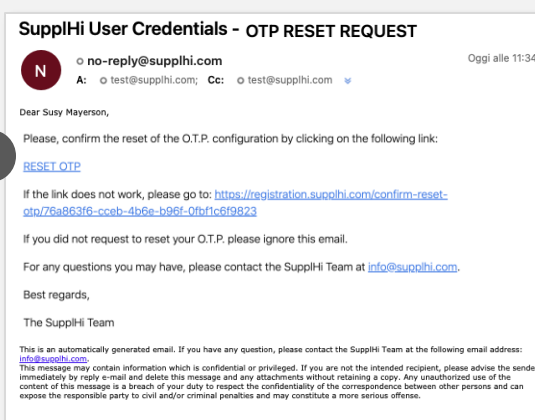 SupplHi User Credentials - OTP RESET REQUEST
N
no-reply@supplhi.com
Oggi alle 11:34
A: test@supplhi.com; Cc: test@supplhi.com
Dear Susy Mayerson,
Please, confirm the reset of the O.T.P. configuration by clicking on the following link:
RESET OTP
If the link does not work, please go to: https://registration.supplhi.com/confirm-reset-
otp/76a863f6-cceb-4b6e-b96f-0fbf1c6f9823
If you did not request to reset your O.T.P. please ignore this email.
For any questions you may have, please contact the SupplHi Team at info@supplhi.com.
Best regards,
The SupplHi Team
This is an automatically generated email. If you have any question, please contact the SupplHi Team at the following email address:
info@supplhi.com.
This message may contain information which is confidential or privileged. If you are not the intended recipient, please advise the sende
immediately by reply e-mail and delete this message and any attachments without retaining a copy. Any unauthorized use of the
content of this message is a breach of your duty to respect the confidentiality of the correspondence between other persons and can
expose the responsible party to civil and/or criminal penalties and may constitute a more serious offense.